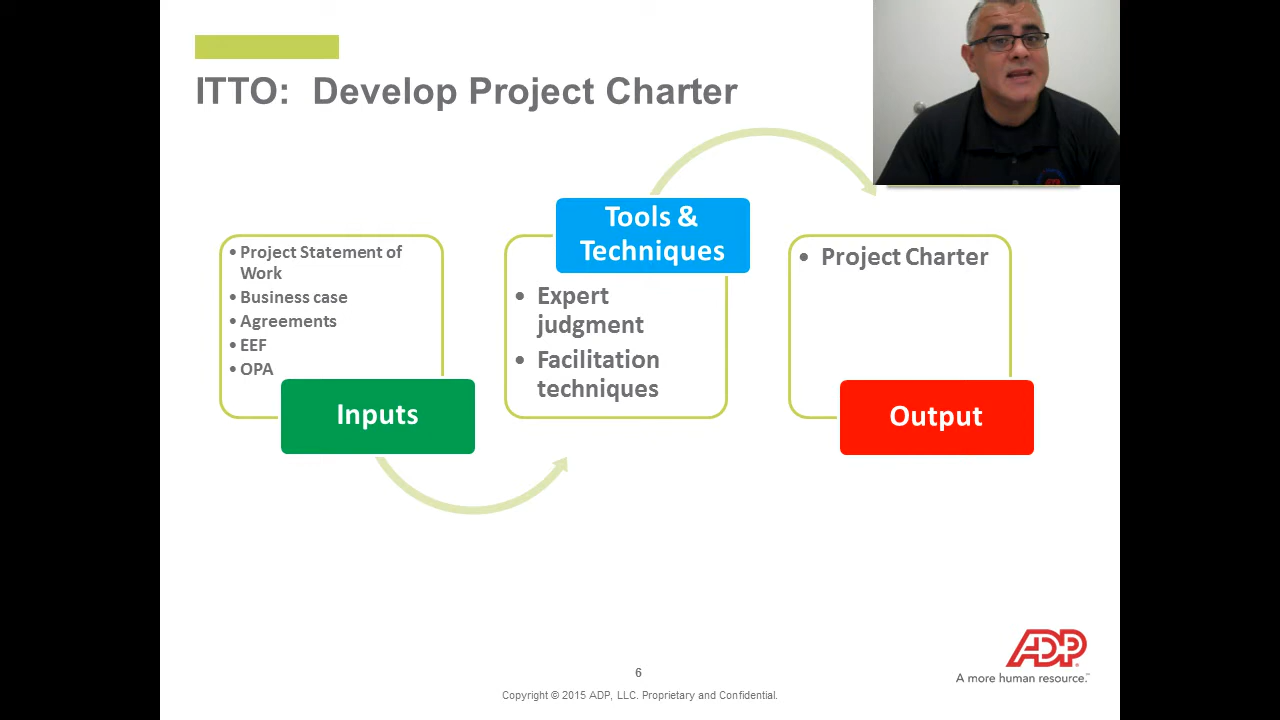 ITTO:  Develop Project Charter
• Project Statement of
Work
• Business case
• Agreements
• EEF
• OPA
Inputs
Tools &
Techniques
• Expert
judgment
• Facilitation
techniques
• Project Charter
Output
ADP
A more human resource.™
6
Copyright © 2015 ADP, LLC. Proprietary and Confidential.